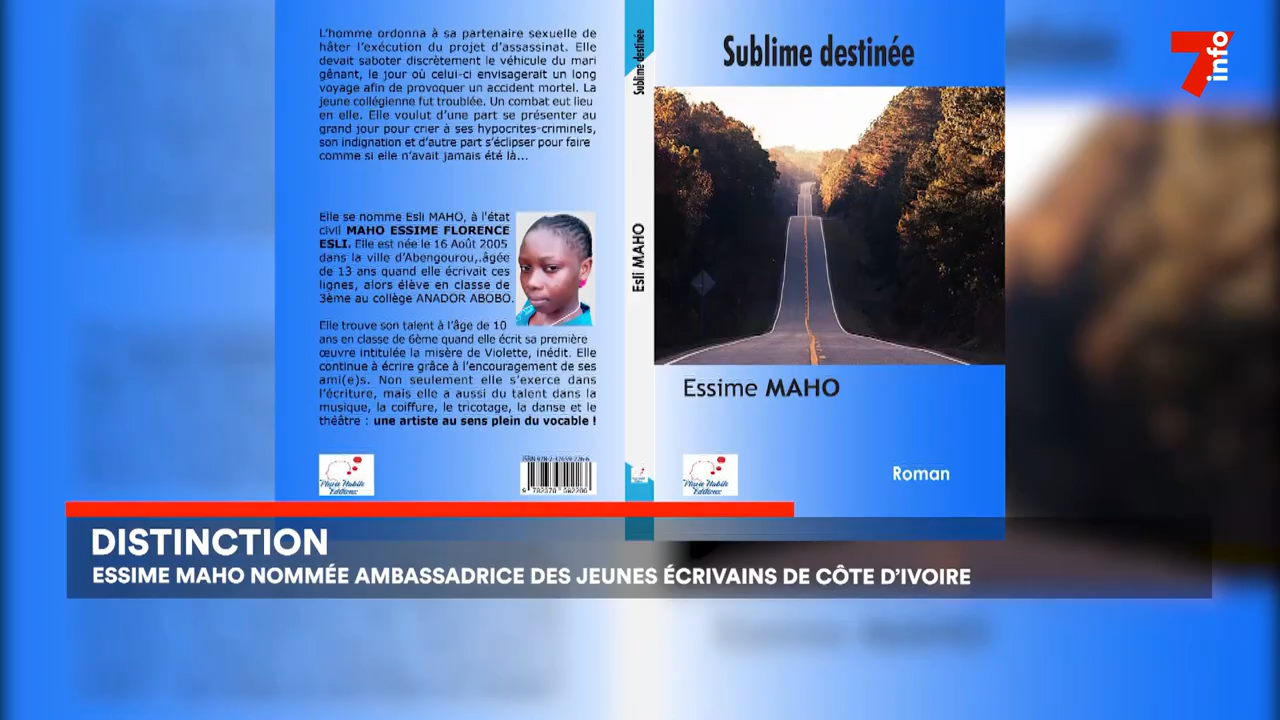 L'homme ordonna à sa partenaire sexuelle de
hâter l'exécution du projet d'assassinat. Elle
devait saboter discrètement le véhicule du mari
gênant, le jour où celui-ci envisagerait un long
voyage afin de provoquer un accident mortel. La
jeune collégienne fut troublée. Un combat eut lieu
en elle. Elle voulut d'une part se présenter au
grand jour pour crier à ses hypocrites-criminels,
son indignation et d'autre part s'éclipser pour faire
comme si elle n'avait jamais été là...
Elle se nomme Esli MAHO, à l'état
civil MAHO ESSIME FLORENCE
ESLI. Elle est née le 16 Août 2005
dans la ville d'Abengourou,.âgée
de 13 ans quand elle écrivait ces
lignes, alors élève en classe de
3ème au collège ANADOR ABOBO.
Elle trouve son talent à l'âge de 10
ans en classe de 6ème quand elle écrit sa première
œuvre intitulée la misère de Violette, inédit. Elle
continue à écrire grâce à l'encouragement de ses
ami(e)s. Non seulement elle s'exerce dans
l'écriture, mais elle a aussi du talent dans la
musique, la coiffure, le tricotage, la danse et le
théâtre : une artiste au sens plein du vocable !
Plume Habile
Editions
Sublime destinée
Esli MAHO
Sublime destinée
Essime MAHO
Plume Habile
Editions
Roman
7info
DISTINCTION
ESSIME MAHO NOMMÉE AMBASSADRICE DES JEUNES ÉCRIVAINS DE CÔTE D'IVOIRE